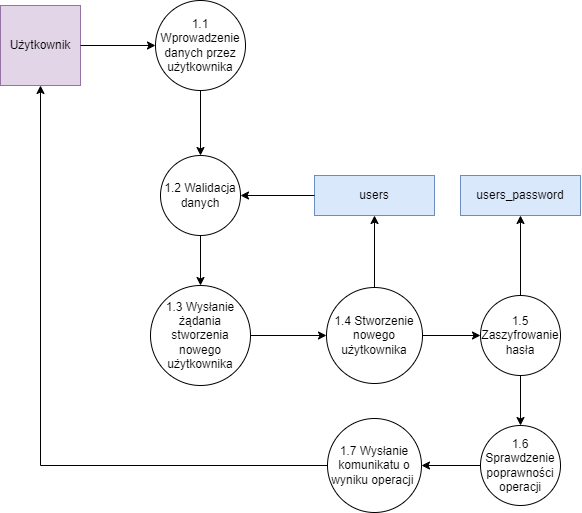 Użytkownik
1.1
Wprowadzenie
danych przez
użytkownika
1.2 Walidacja
danych
users
users_password
1.3 Wysłanie
żądania
stworzenia
nowego
użytkownika
1.4 Stworzenie
nowego
użytkownika
1.5
Zaszyfrowanie
hasła
1.7 Wysłanie
komunikatu o
wyniku operacji
1.6
Sprawdzenie
poprawności
operacji